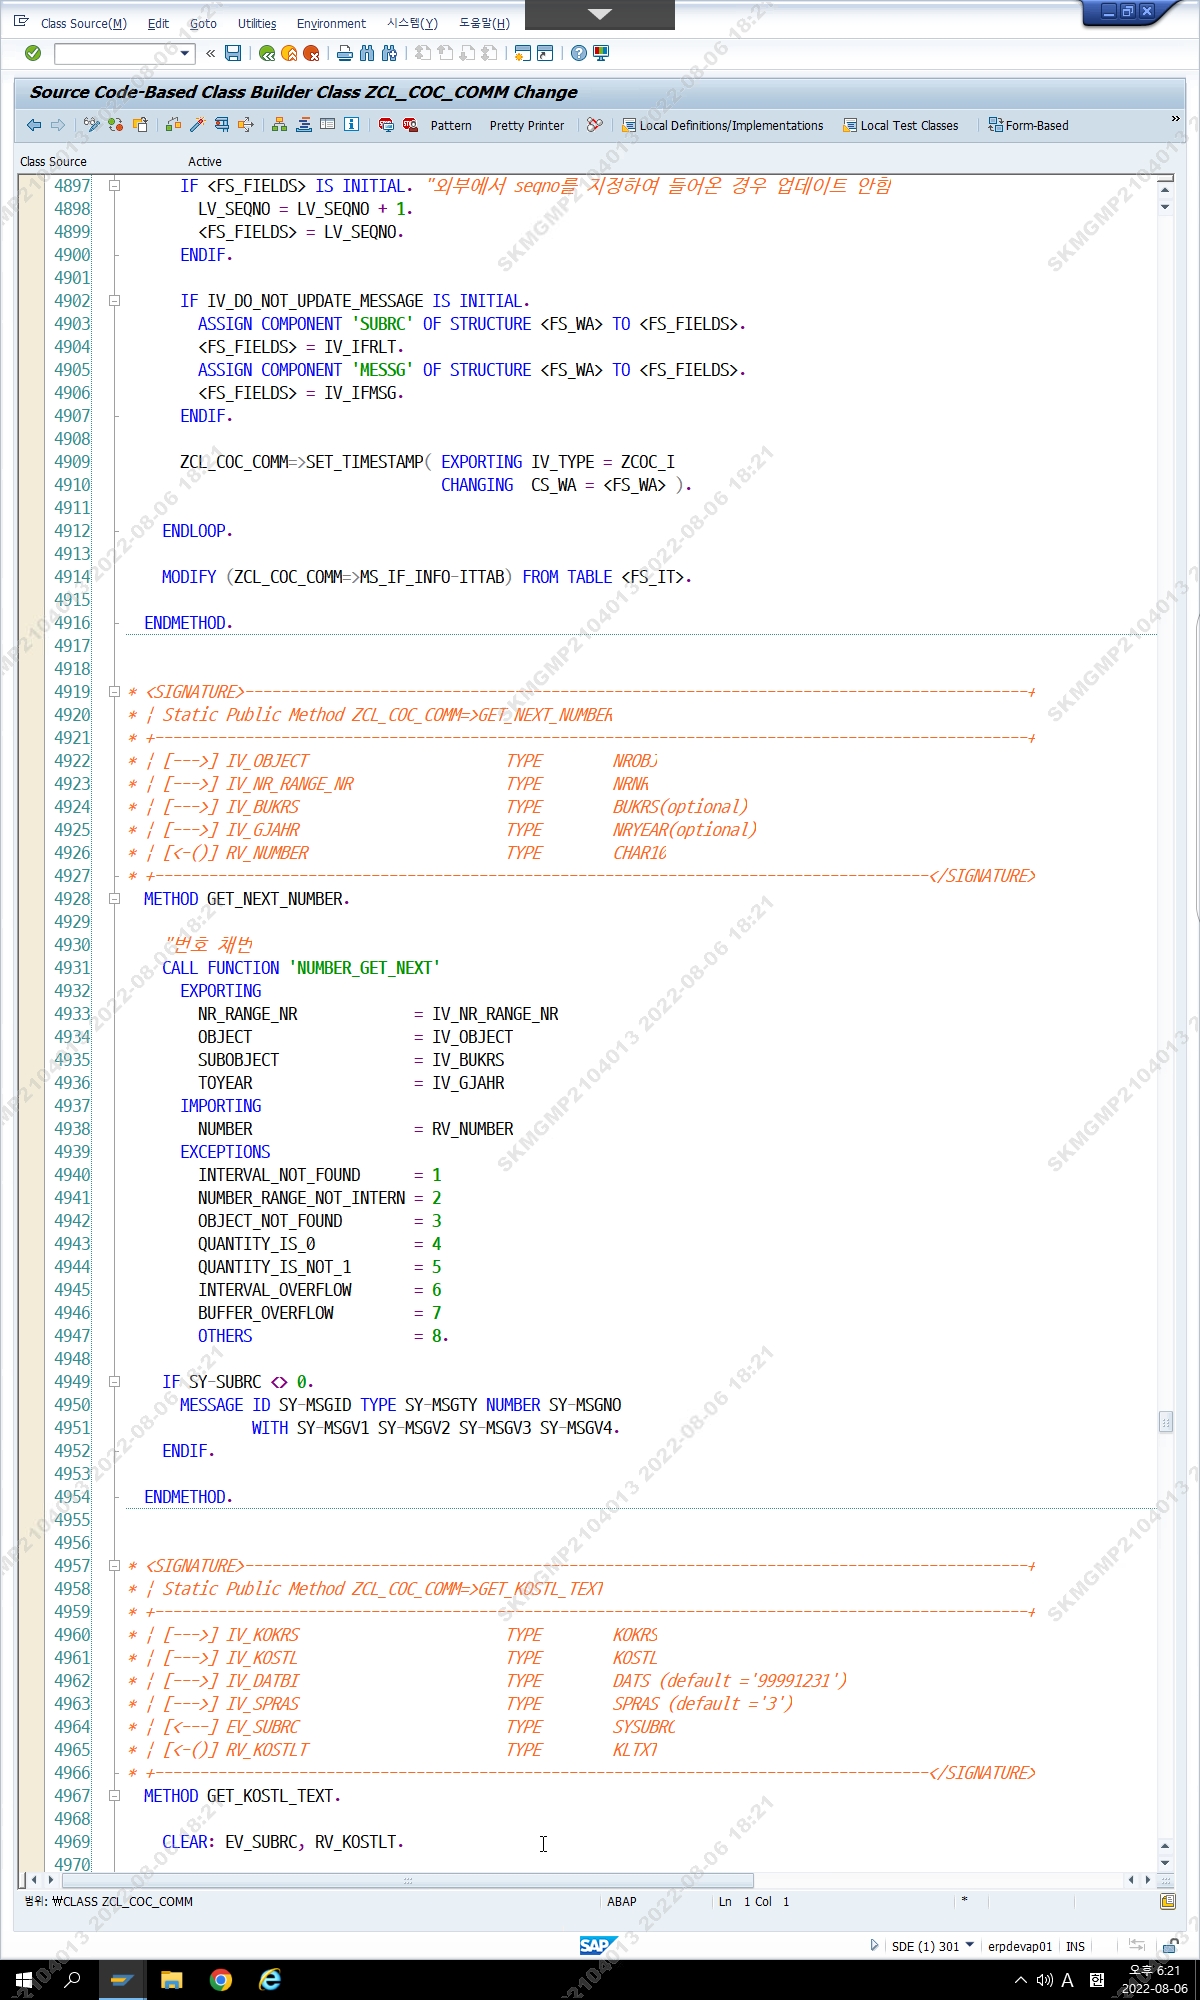 Class Source(M) Edit Goto Utilities Environment 시스템(Y) 도움말(H)
Source Code-Based Class Builder Class ZCL_COC_COMM Change
Pattern Pretty Printer Local Definitions/Implementations Local Test Classes Form-Based
Class Source Active
4897 IF <FS_FIELDS> IS INITIAL. "외부에서 seqno를 지정하여 들어온 경우 업데이트 안함
4898 LV_SEQNO = LV_SEQNO + 1.
4899 <FS_FIELDS> = LV_SEQNO.
4900 ENDIF.
4901
4902 IF IV_DO_NOT_UPDATE_MESSAGE IS INITIAL.
4903 ASSIGN COMPONENT 'SUBRC' OF STRUCTURE <FS_WA> TO <FS_FIELDS>.
4904 <FS_FIELDS> = IV_IFRLT.
4905 ASSIGN COMPONENT 'MESSG' OF STRUCTURE <FS_WA> TO <FS_FIELDS>.
4906 <FS_FIELDS> = IV_IFMSG.
4907 ENDIF.
4908
4909 ZCL_COC_COMM=>SET_TIMESTAMP( EXPORTING IV_TYPE = ZCOC_I
4910 CHANGING CS_WA = <FS_WA> ).
4911
4912 ENDLOOP.
4913
4914 MODIFY (ZCL_COC_COMM=>MS_IF_INFO-ITTAB) FROM TABLE <FS_IT>.
4915
4916 ENDMETHOD.
4917
4918
4919 * <SIGNATURE>---------------------------------------------------------------------------------------+
4920 * | Static Public Method ZCL_COC_COMM=>GET_NEXT_NUMBER
4921 * +-------------------------------------------------------------------------------------------------+
4922 * | [--->] IV_OBJECT TYPE NROBJ
4923 * | [--->] IV_NR_RANGE_NR TYPE NRNR
4924 * | [--->] IV_BUKRS TYPE BUKRS(optional)
4925 * | [--->] IV_GJAHR TYPE NRYEAR(optional)
4926 * | [<-()] RV_NUMBER TYPE CHAR10
4927 * +--------------------------------------------------------------------------------------</SIGNATURE>
4928 METHOD GET_NEXT_NUMBER.
4929
4930 "번호 채번
4931 CALL FUNCTION 'NUMBER_GET_NEXT'
4932 EXPORTING
4933 NR_RANGE_NR = IV_NR_RANGE_NR
4934 OBJECT = IV_OBJECT
4935 SUBOBJECT = IV_BUKRS
4936 TOYEAR = IV_GJAHR
4937 IMPORTING
4938 NUMBER = RV_NUMBER
4939 EXCEPTIONS
4940 INTERVAL_NOT_FOUND = 1
4941 NUMBER_RANGE_NOT_INTERN = 2
4942 OBJECT_NOT_FOUND = 3
4943 QUANTITY_IS_0 = 4
4944 QUANTITY_IS_NOT_1 = 5
4945 INTERVAL_OVERFLOW = 6
4946 BUFFER_OVERFLOW = 7
4947 OTHERS = 8.
4948
4949 IF SY-SUBRC <> 0.
4950 MESSAGE ID SY-MSGID TYPE SY-MSGTY NUMBER SY-MSGNO
4951 WITH SY-MSGV1 SY-MSGV2 SY-MSGV3 SY-MSGV4.
4952 ENDIF.
4953
4954 ENDMETHOD.
4955
4956
4957 * <SIGNATURE>---------------------------------------------------------------------------------------+
4958 * | Static Public Method ZCL_COC_COMM=>GET_KOSTL_TEXT
4959 * +-------------------------------------------------------------------------------------------------+
4960 * | [--->] IV_KOKRS TYPE KOKRS
4961 * | [--->] IV_KOSTL TYPE KOSTL
4962 * | [--->] IV_DATBI TYPE DATS (default ='99991231')
4963 * | [--->] IV_SPRAS TYPE SPRAS (default ='3')
4964 * | [<---] EV_SUBRC TYPE SYSUBRC
4965 * | [<-()] RV_KOSTLT TYPE KLTXT
4966 * +--------------------------------------------------------------------------------------</SIGNATURE>
4967 METHOD GET_KOSTL_TEXT.
4968
4969 CLEAR: EV_SUBRC, RV_KOSTLT.
4970
범위: ₩CLASS ZCL_COC_COMM ABAP Ln 1 Col 1 *
SAP SDE (1) 301 erpdevap01 INS
A 한 오후 6:21
2022-08-06
SKMGMP2104013 2022-08-06 18:21